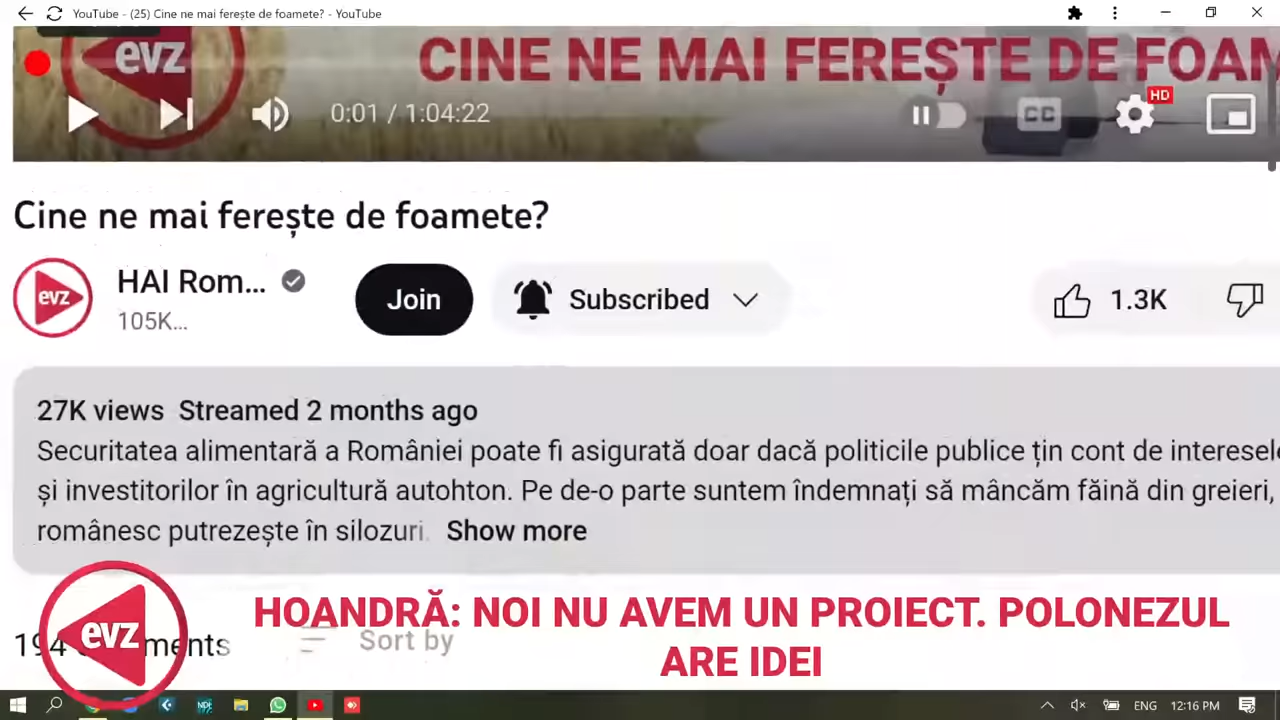 YouTube - (25) Cine ne mai ferește de foamete? - YouTube
evz
CINE NE MAI FEREȘTE DE FOAM
0:01 / 1:04:22
CC
HD
Cine ne mai ferește de foamete?
evz
HAI Rom...
105K...
Join
Subscribed
1.3K
27K views Streamed 2 months ago
Securitatea alimentară a României poate fi asigurată doar dacă politicile publice țin cont de interesele
și investitorilor în agricultură autohton. Pe de-o parte suntem îndemnați să mâncăm făină din greieri,
românesc putrezește în silozuri. Show more
evz
HOANDRĂ: NOI NU AVEM UN PROIECT. POLONEZUL
ARE IDEI
Sort by
ENG 12:16 PM